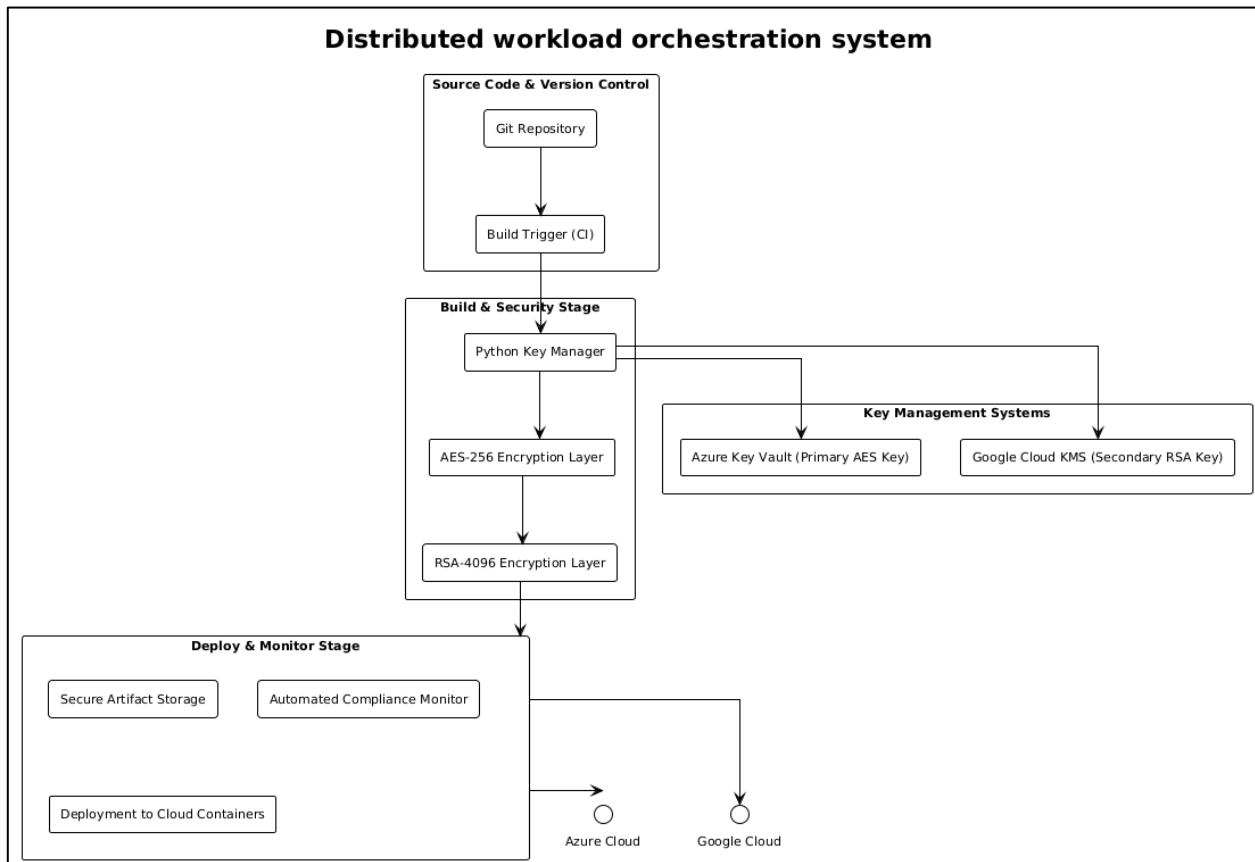 Distributed workload orchestration system
Source Code & Version Control
Git Repository
Build Trigger (CI)
Build & Security Stage
Python Key Manager
Key Management Systems
AES-256 Encryption Layer
Azure Key Vault (Primary AES Key)
Google Cloud KMS (Secondary RSA Key)
RSA-4096 Encryption Layer
Deploy & Monitor Stage
Secure Artifact Storage
Automated Compliance Monitor
Deployment to Cloud Containers
Azure Cloud
Google Cloud